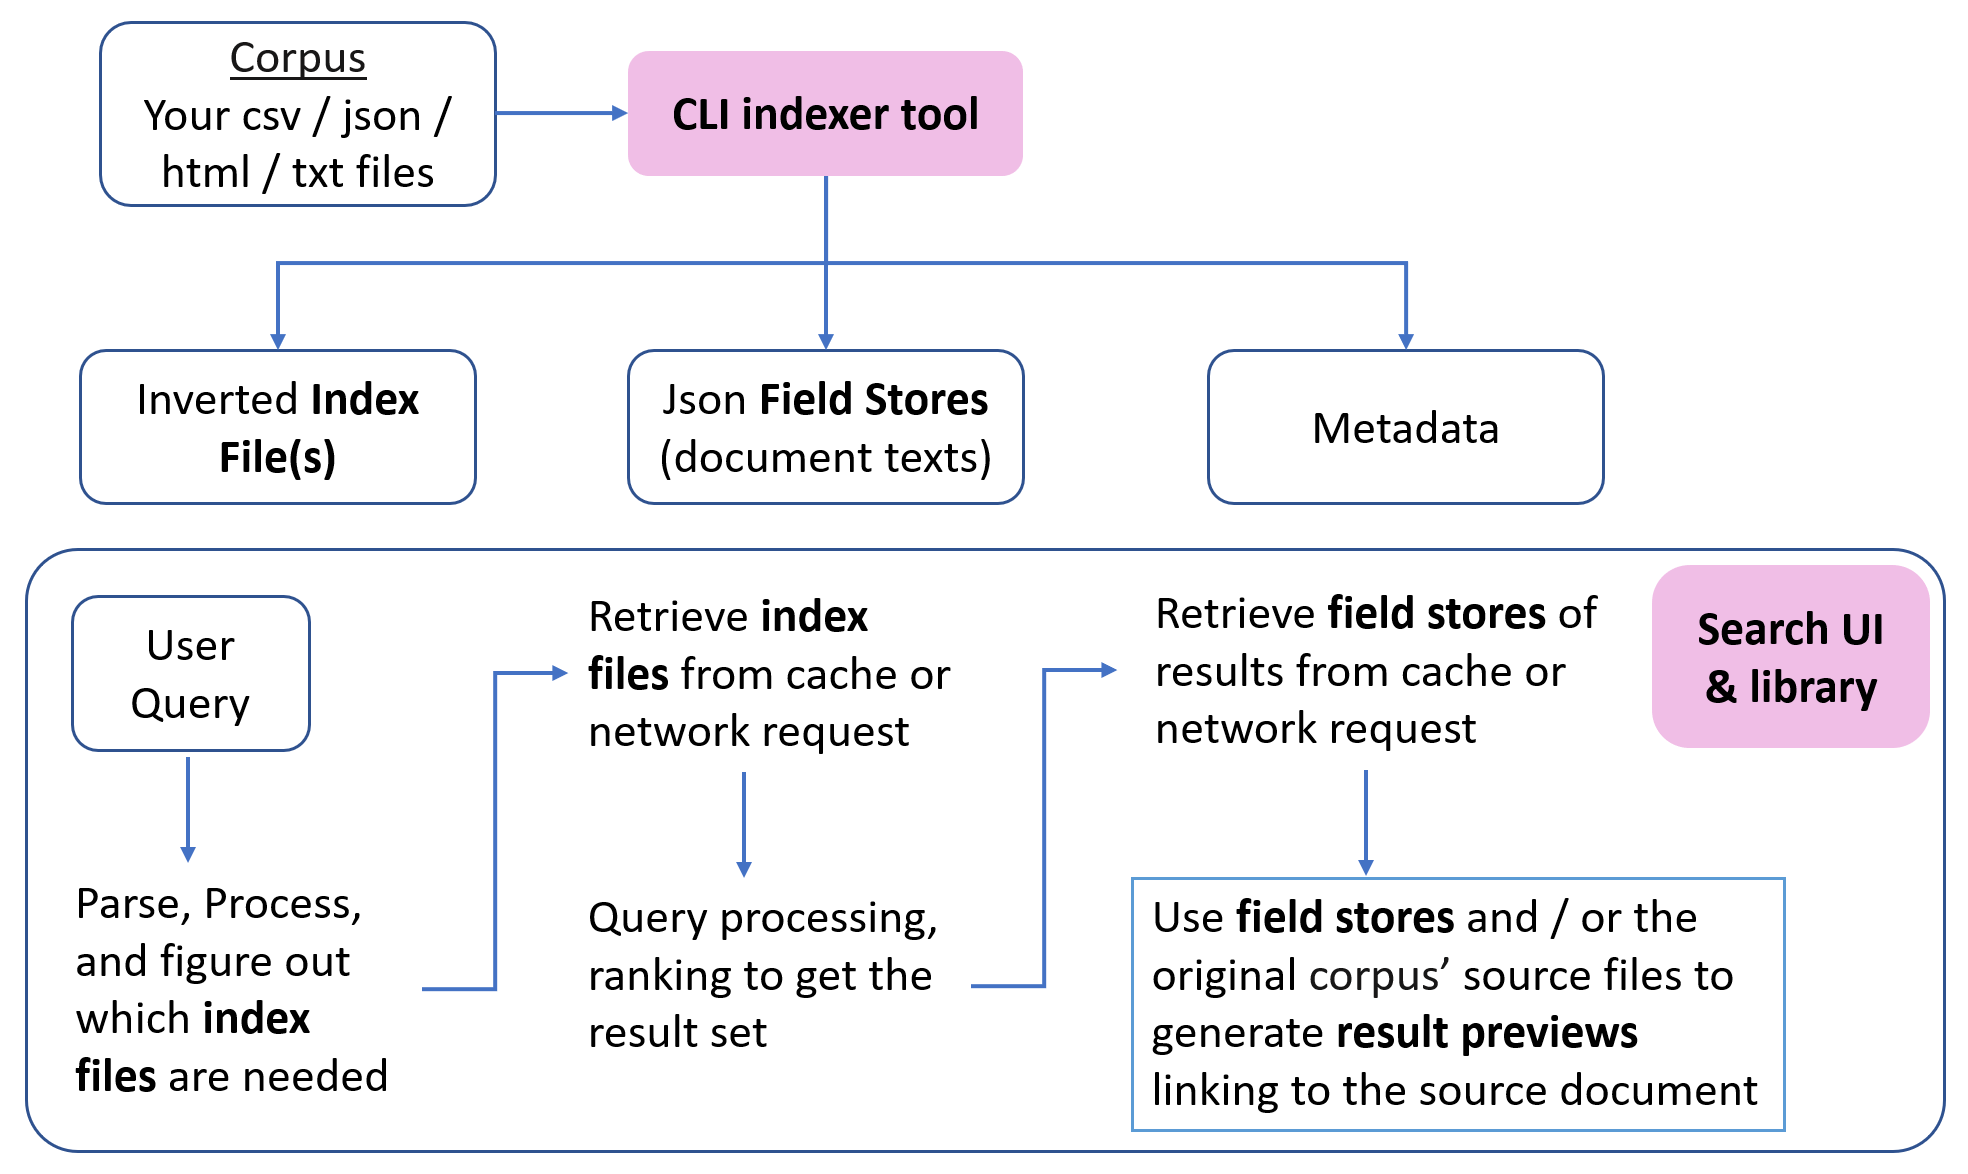 Corpus
Your csv / json /
html / txt files
CLI indexer tool
Inverted Index
File(s)
Json Field Stores
(document texts)
Metadata
User
Query
Parse, Process,
and figure out
which index
files are needed
Retrieve index
files from cache or
network request
Query processing,
ranking to get the
result set
Retrieve field stores of
results from cache or
network request
Use field stores and / or the
original corpus’ source files to
generate result previews
linking to the source document
Search UI
& library